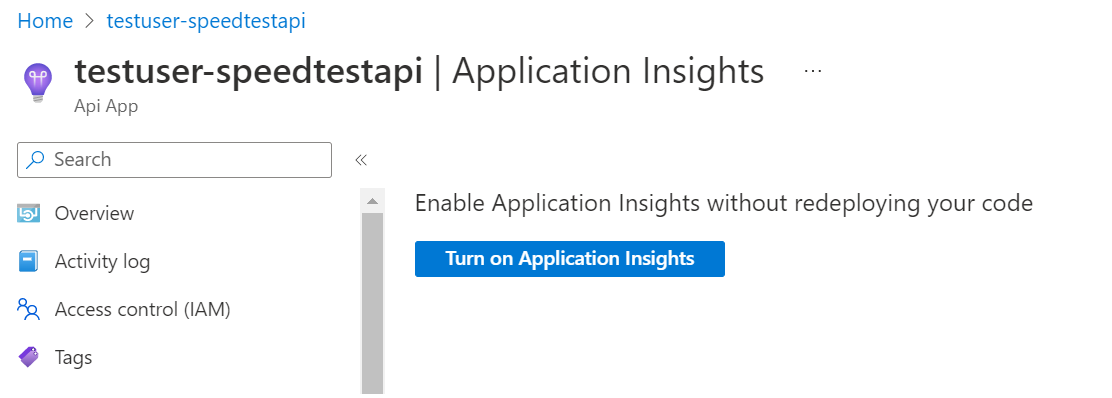 Home > testuser-speedtestapi
testuser-speedtestapi | Application Insights ...
Api App
Search «
Overview
Activity log
Access control (IAM)
Tags
Enable Application Insights without redeploying your code
Turn on Application Insights